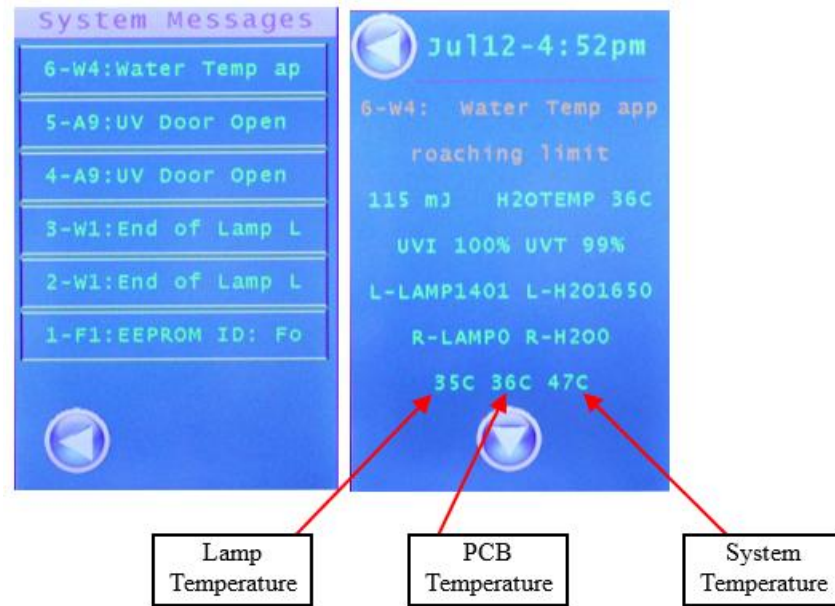 System Messages
6-W4:Water Temp ap
5-A9:UV Door Open
4-A9:UV Door Open
3-W1:End of Lamp L
2-W1:End of Lamp L
1-F1:EEPROM ID: Fo
Jul12-4:52pm
6-W4: Water Temp app
roaching limit
115 mJ H2OTEMP 36C
UVI 100% UVT 99%
L-LAMP1401 L-H2O1650
R-LAMP0 R-H2O0
35C 36C 47C
Lamp
Temperature
PCB
Temperature
System
Temperature